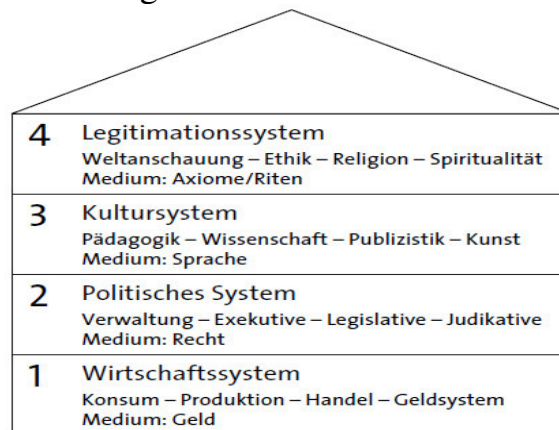 4 Legitimationssystem
Weltanschauung – Ethik – Religion – Spiritualität
Medium: Axiome/Riten
3 Kultursystem
Pädagogik – Wissenschaft – Publizistik – Kunst
Medium: Sprache
2 Politisches System
Verwaltung – Exekutive – Legislative – Judikative
Medium: Recht
1 Wirtschaftssystem
Konsum – Produktion – Handel – Geldsystem
Medium: Geld